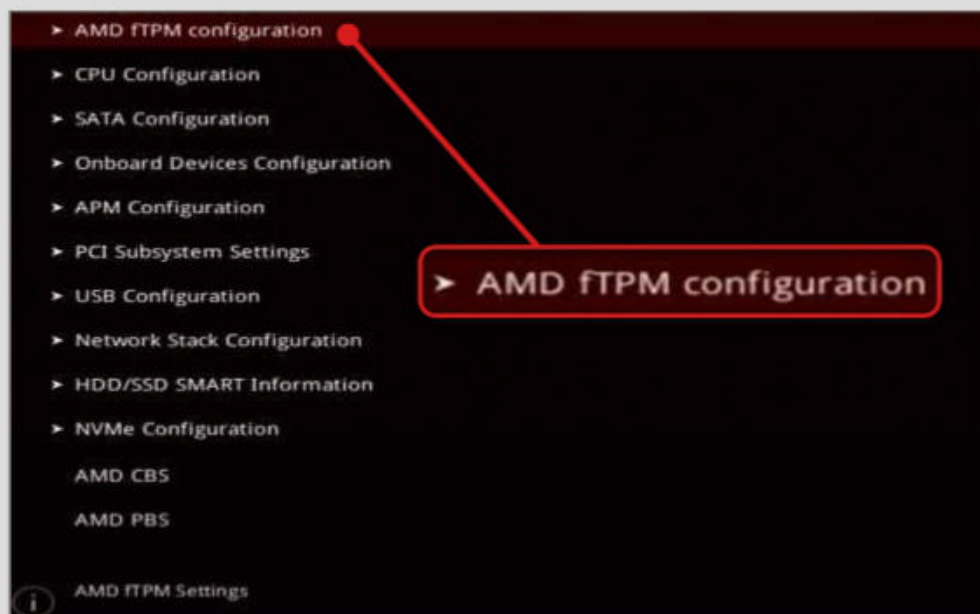 ➤ AMD fTPM configuration
➤ CPU Configuration
➤ SATA Configuration
➤ Onboard Devices Configuration
➤ APM Configuration
➤ PCI Subsystem Settings
➤ AMD fTPM configuration
➤ USB Configuration
➤ Network Stack Configuration
➤ HDD/SSD SMART Information
➤ NVMe Configuration
AMD CBS
AMD PBS
i AMD fTPM Settings